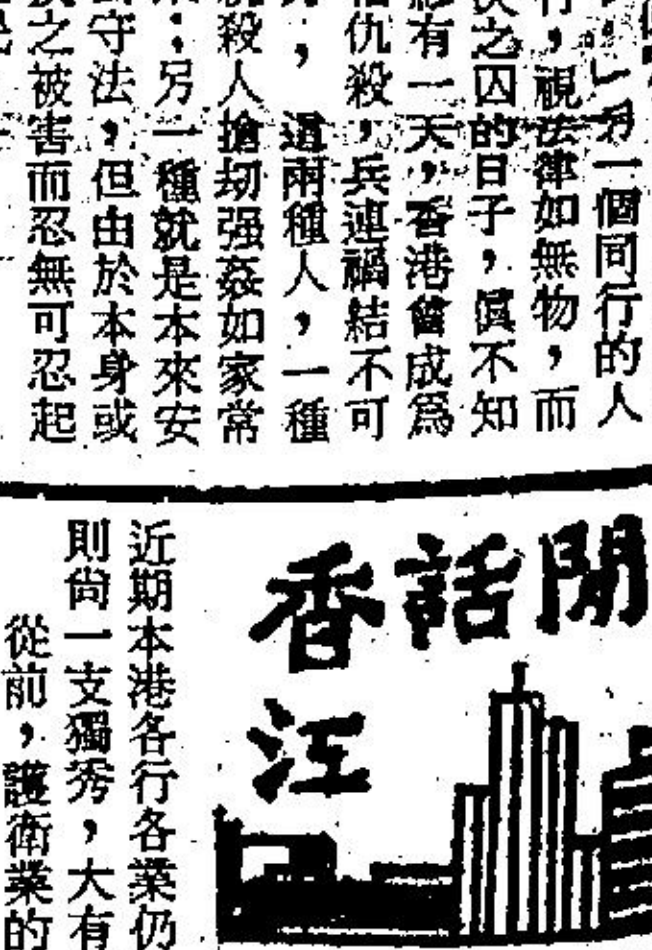 」另一個同行的人
，視法律如無物，而
之囚的日子，眞不知
有一天，香港會成爲
仇殺，兵連禍結不可
，這兩種人，一種
殺人搶刼强姦如家常
；另一種就是本來安
守法，但由於本身或
之被害而忍無可忍起
閒話香
江
近期本港各行各業仍
則尙一支獨秀，大有
從前，護衛業的